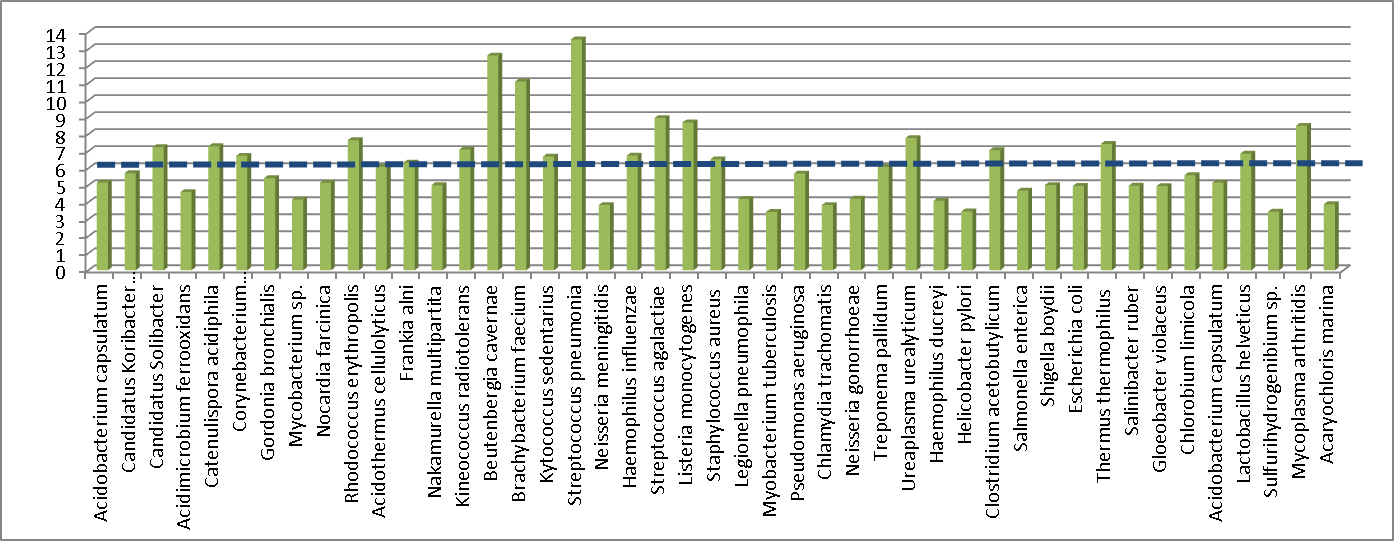 14
13
12
11
10
9
8
7
6
5
4
3
2
1
0
Acidobacterium capsulatum
Candidatus Koribacter...
Candidatus Solibacter
Acidimicrobium ferrooxidans
Catenulispora acidiphila
Corynebacterium...
Gordonia bronchialis
Mycobacterium sp.
Nocardia farcinica
Rhodococcus erythropolis
Acidothermus cellulolyticus
Frankia alni
Nakamurella multipartita
Kineococcus radiotolerans
Beutenbergia cavernae
Brachybacterium faecium
Kytococcus sedentarius
Streptococcus pneumonia
Neisseria meningitidis
Haemophilus influenzae
Streptococcus agalactiae
Listeria monocytogenes
Staphylococcus aureus
Legionella pneumophila
Myobacterium tuberculosis
Pseudomonas aeruginosa
Chlamydia trachomatis
Neisseria gonorrhoeae
Treponema pallidum
Ureaplasma urealyticum
Haemophilus ducreyi
Helicobacter pylori
Clostridium acetobutylicum
Salmonella enterica
Shigella boydii
Escherichia coli
Thermus thermophilus
Salinibacter ruber
Gloeobacter violaceus
Chlorobium limicola
Acidobacterium capsulatum
Lactobacillus helveticus
Sulfurihydrogenibium sp.
Mycoplasma arthritidis
Acaryochloris marina